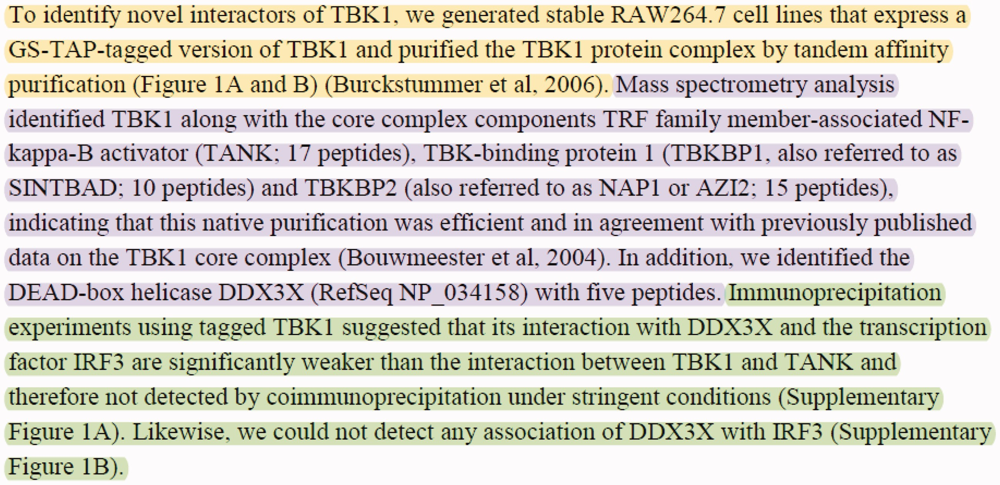 To identify novel interactors of TBK1, we generated stable RAW264.7 cell lines that express a
GS-TAP-tagged version of TBK1 and purified the TBK1 protein complex by tandem affinity
purification (Figure 1A and B) (Burckstummer et al, 2006). Mass spectrometry analysis
identified TBK1 along with the core complex components TRF family member-associated NF-
kappa-B activator (TANK; 17 peptides), TBK-binding protein 1 (TBKBP1, also referred to as
SINTBAD; 10 peptides) and TBKBP2 (also referred to as NAP1 or AZI2; 15 peptides),
indicating that this native purification was efficient and in agreement with previously published
data on the TBK1 core complex (Bouwmeester et al, 2004). In addition, we identified the
DEAD-box helicase DDX3X (RefSeq NP_034158) with five peptides. Immunoprecipitation
experiments using tagged TBK1 suggested that its interaction with DDX3X and the transcription
factor IRF3 are significantly weaker than the interaction between TBK1 and TANK and
therefore not detected by coimmunoprecipitation under stringent conditions (Supplementary
Figure 1A). Likewise, we could not detect any association of DDX3X with IRF3 (Supplementary
Figure 1B).